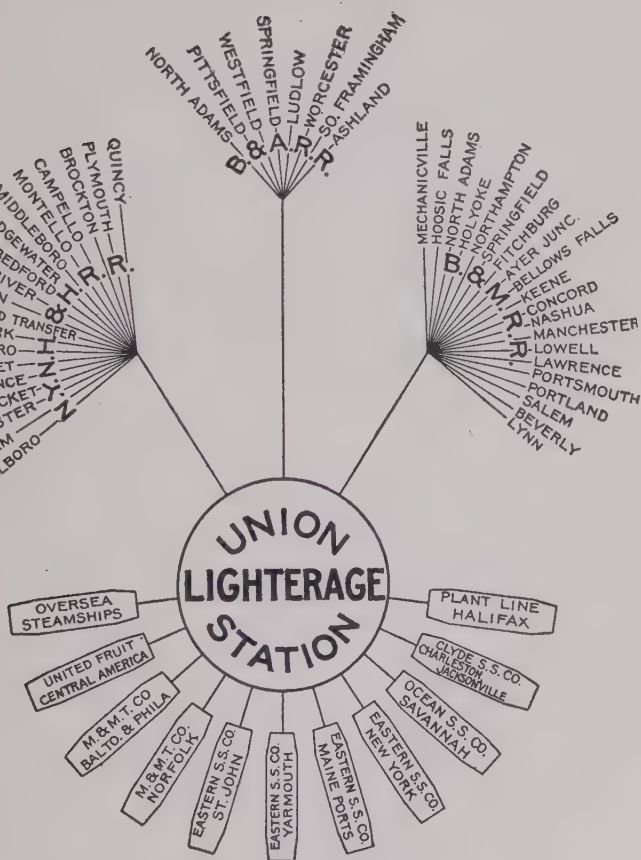 NORTH ADAMS
PITTSFIELD
WESTFIELD
SPRINGFIELD
LUDLOW
WORCESTER
SO. FRAMINGHAM
ASHLAND
B. & A. R. R.
QUINCY
PLYMOUTH
BROCKTON
CAMPELLO
MONTELLO
MIDDLEBORO
TRANSFER
N.Y. N. H. & H. R. R.
MECHANICVILLE
HOOSIC FALLS
NORTH ADAMS
HOLYOKE
NORTHAMPTON
SPRINGFIELD
FITCHBURG
AYER JUNC.
BELLOWS FALLS
KEENE
CONCORD
NASHUA
MANCHESTER
LOWELL
LAWRENCE
PORTSMOUTH
PORTLAND
SALEM
BEVERLY
LYNN
B. & M. R. R.
UNION
LIGHTERAGE
STATION
OVERSEA
STEAMSHIPS
UNITED FRUIT
CENTRAL AMERICA
M. & M. T. CO
BALTO. & PHILA
M. & M. T. CO.
NORFOLK
EASTERN S.S. CO.
ST. JOHN
EASTERN S.S. CO.
YARMOUTH
EASTERN S.S. CO.
MAINE PORTS
EASTERN S.S. CO.
NEW YORK
OCEAN S.S. CO.
SAVANNAH
CLYDE S.S. CO.
CHARLESTON
JACKSONVILLE
PLANT LINE
HALIFAX